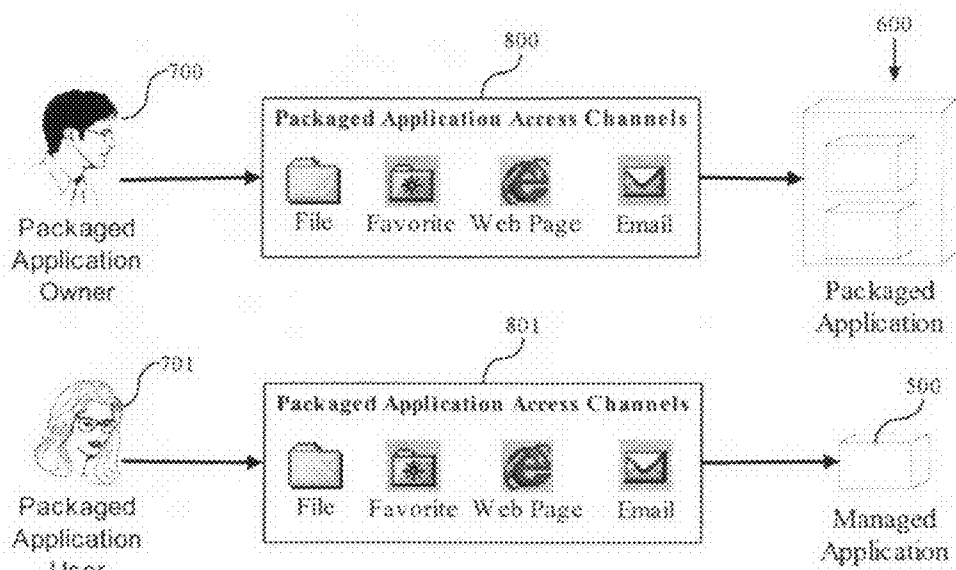 800
600
700
Packaged Application Access Channels
File Favorite Web Page Email
Packaged
Application
Owner
Packaged
Application
801
701
500
Packaged Application Access Channels
File Favorite Web Page Email
Packaged
Application
User
Managed
Application